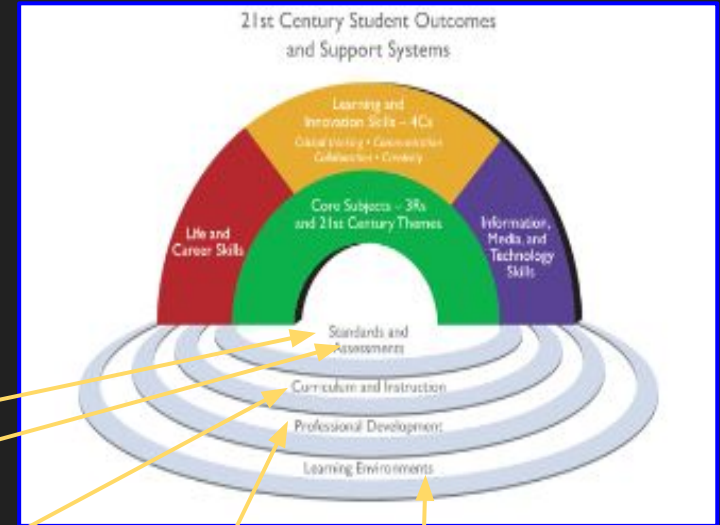 21st Century Student Outcomes
and Support Systems
Learning and
Innovation Skills – 4Cs
Critical thinking • Communication
Collaboration • Creativity
Core Subjects – 3Rs
and 21st Century Themes
Life and
Career Skills
Information,
Media, and
Technology
Skills
Standards and
Assessments
Curriculum and Instruction
Professional Development
Learning Environments